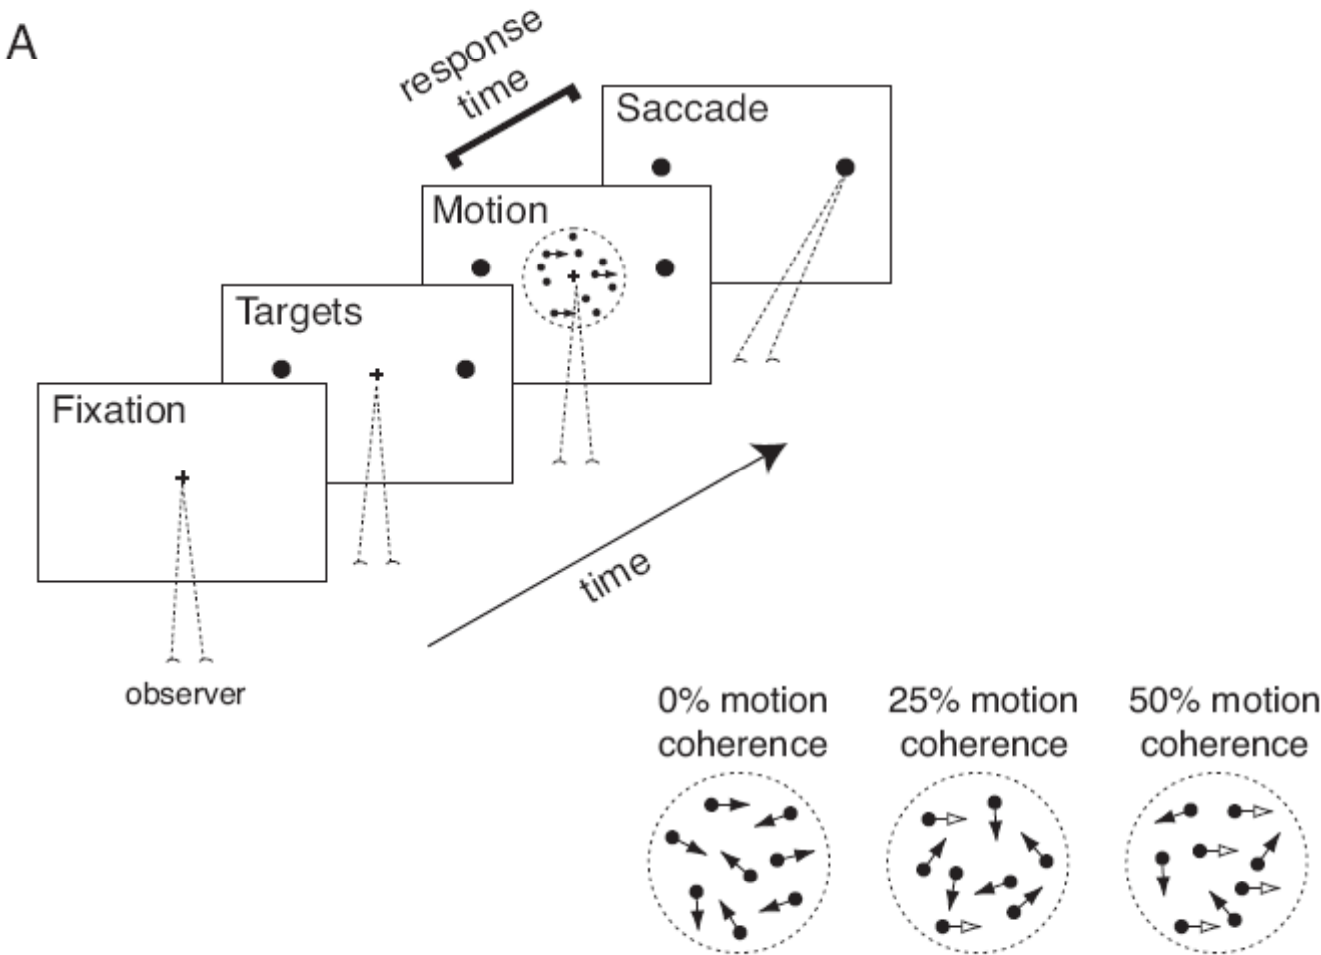 A
response
time
Saccade
Motion
Targets
Fixation
time
observer
0% motion
coherence
25% motion
coherence
50% motion
coherence